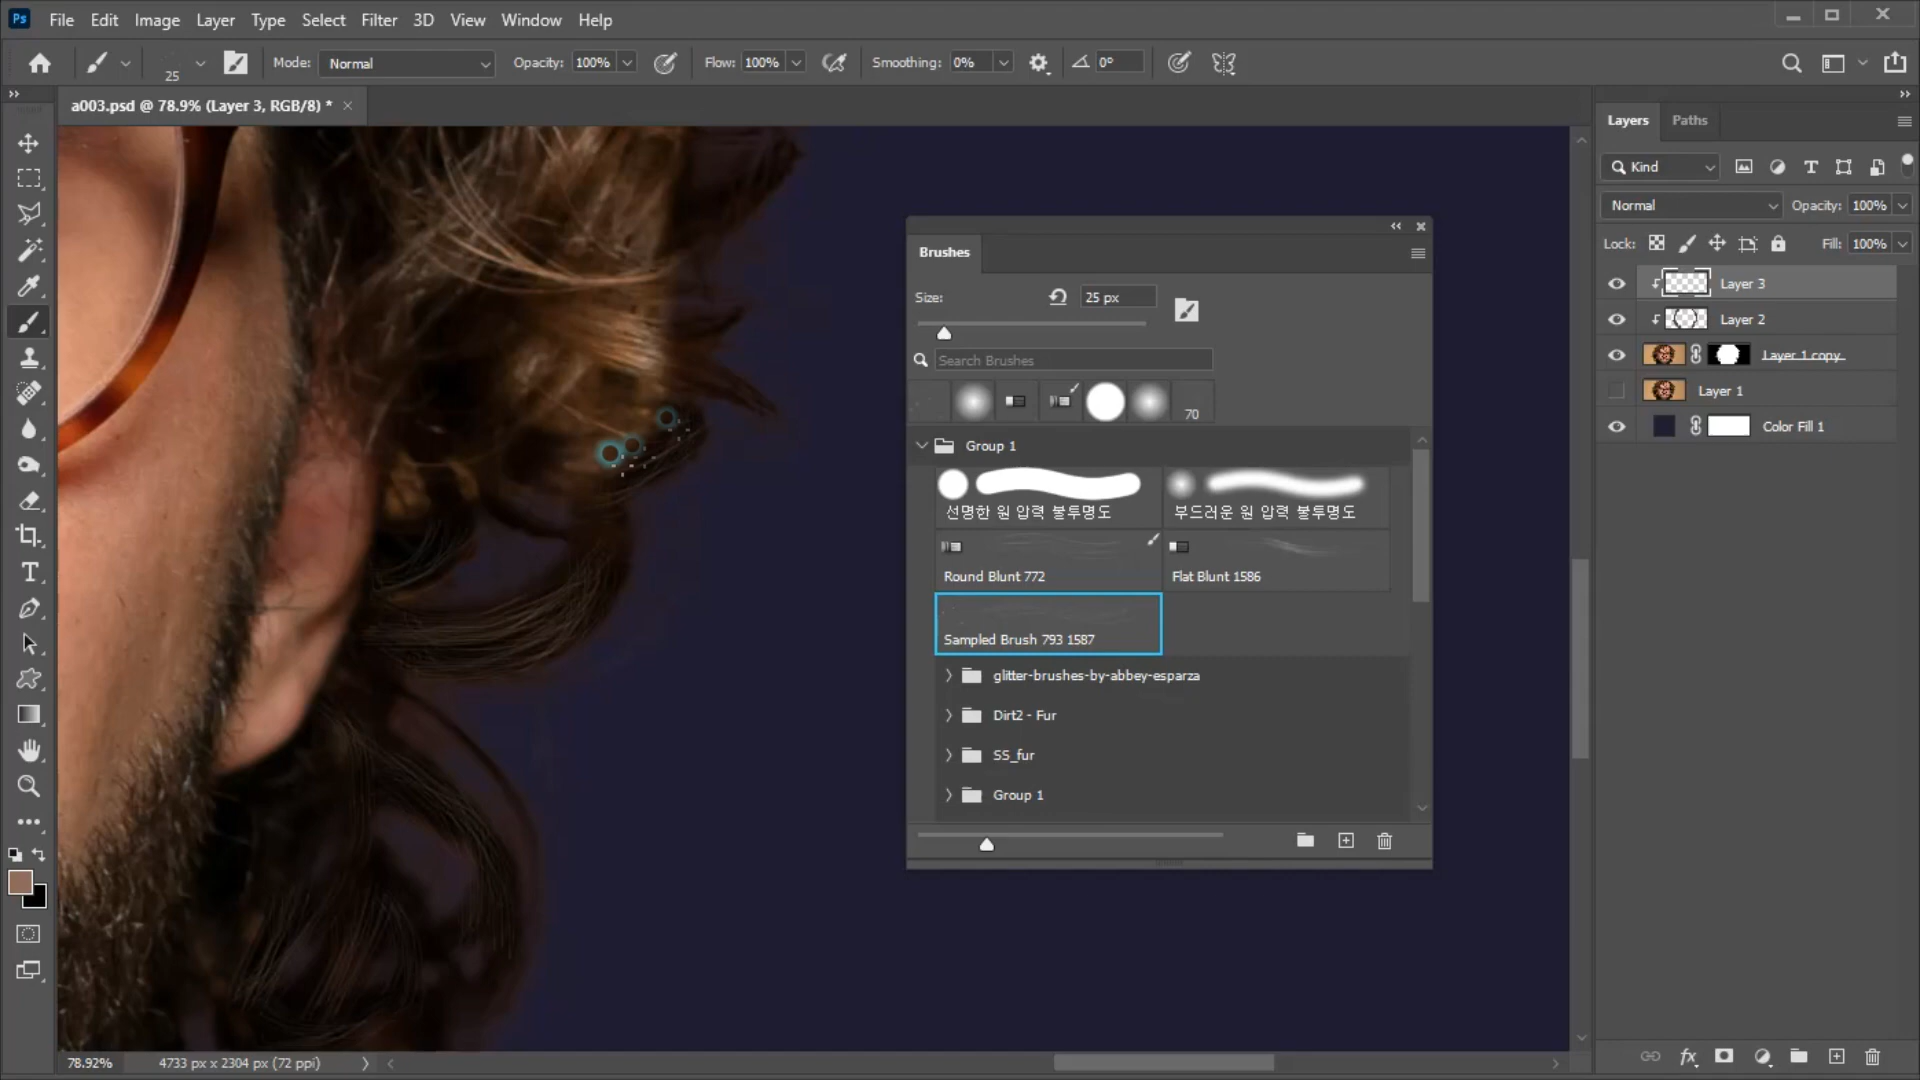 Ps File Edit Image Layer Type Select Filter 3D View Window Help
25 Mode: Normal Opacity: 100% Flow: 100% Smoothing: 0% 0°
a003.psd @ 78.9% (Layer 3, RGB/8) *
Layers Paths
Kind
Normal Opacity: 100%
Lock: Fill: 100%
Layer 3
Layer 2
Layer 1 copy
Layer 1
Color Fill 1
Brushes
Size: 25 px
Search Brushes
70
Group 1
선명한 원 압력 불투명도 부드러운 원 압력 불투명도
Round Blunt 772 Flat Blunt 1586
Sampled Brush 793 1587
glitter-brushes-by-abbey-esparza
Dirt2 - Fur
SS_fur
Group 1
78.92% 4733 px x 2304 px (72 ppi)